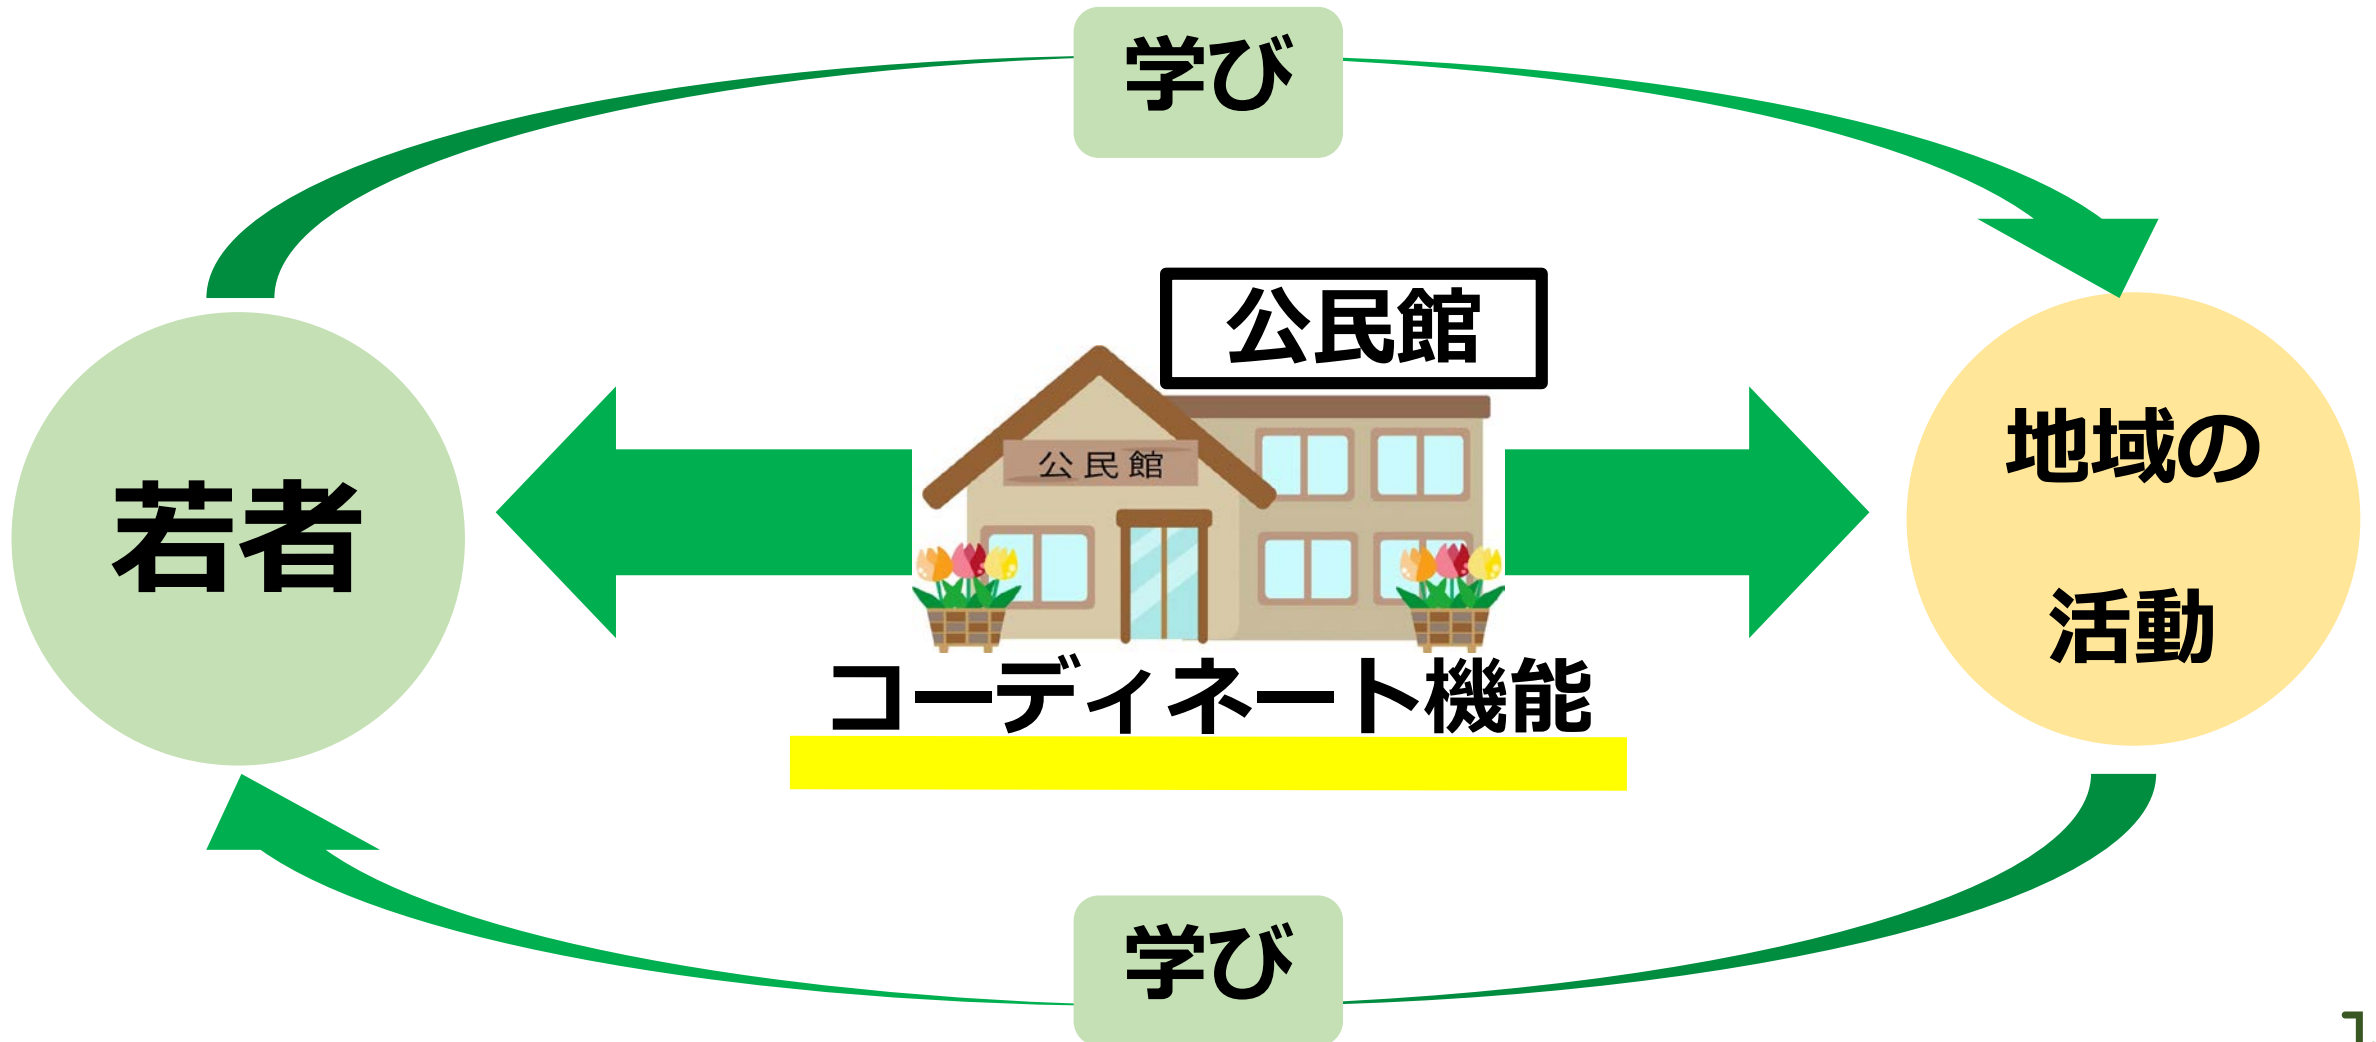 学び
公民館
公民館
若者
地域の
活動
コーディネート機能
学び